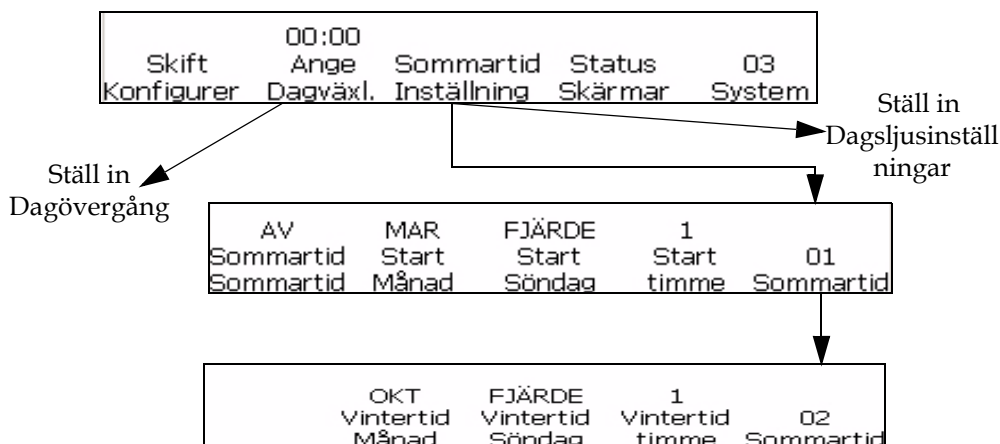 00:00
Skift Ange Sommartid Status 03
Konfigurer Dagväxl. Inställning Skärmar System
Ställ in
Dagsljusinställ
ningar
Ställ in
Dagövergång
AV MAR FJÄRDE 1
Sommartid Start Start Start 01
Sommartid Månad Söndag timme Sommartid
OKT FJÄRDE 1
Vintertid Vintertid Vintertid 02
Månad Söndag timme Sommartid